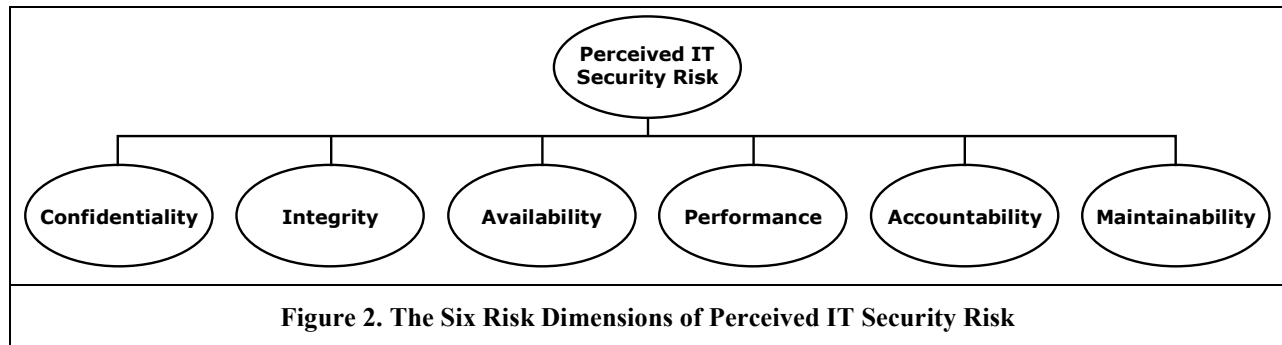 Perceived IT
Security Risk
Confidentiality
Integrity
Availability
Performance
Accountability
Maintainability
Figure 2. The Six Risk Dimensions of Perceived IT Security Risk